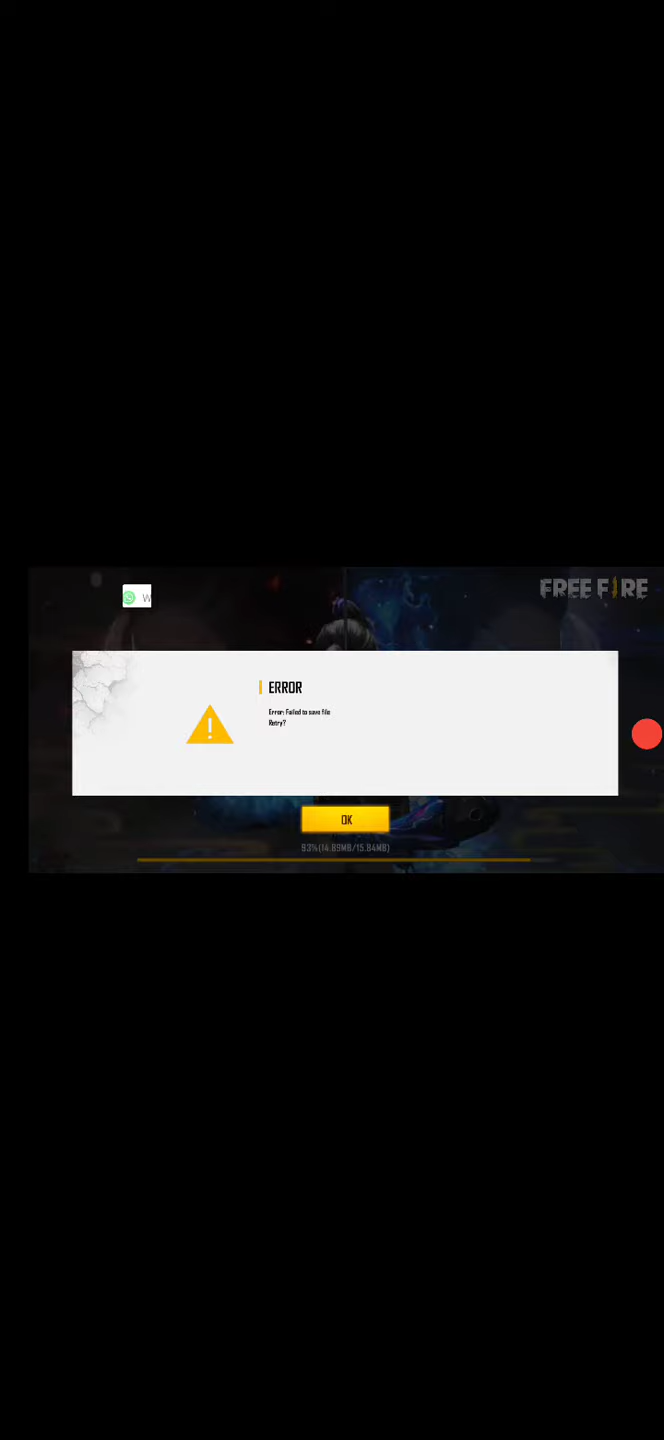 W
FREE FIRE
ERROR
Error: Failed to save file
Retry?
OK
93%(14.89MB/15.84MB)